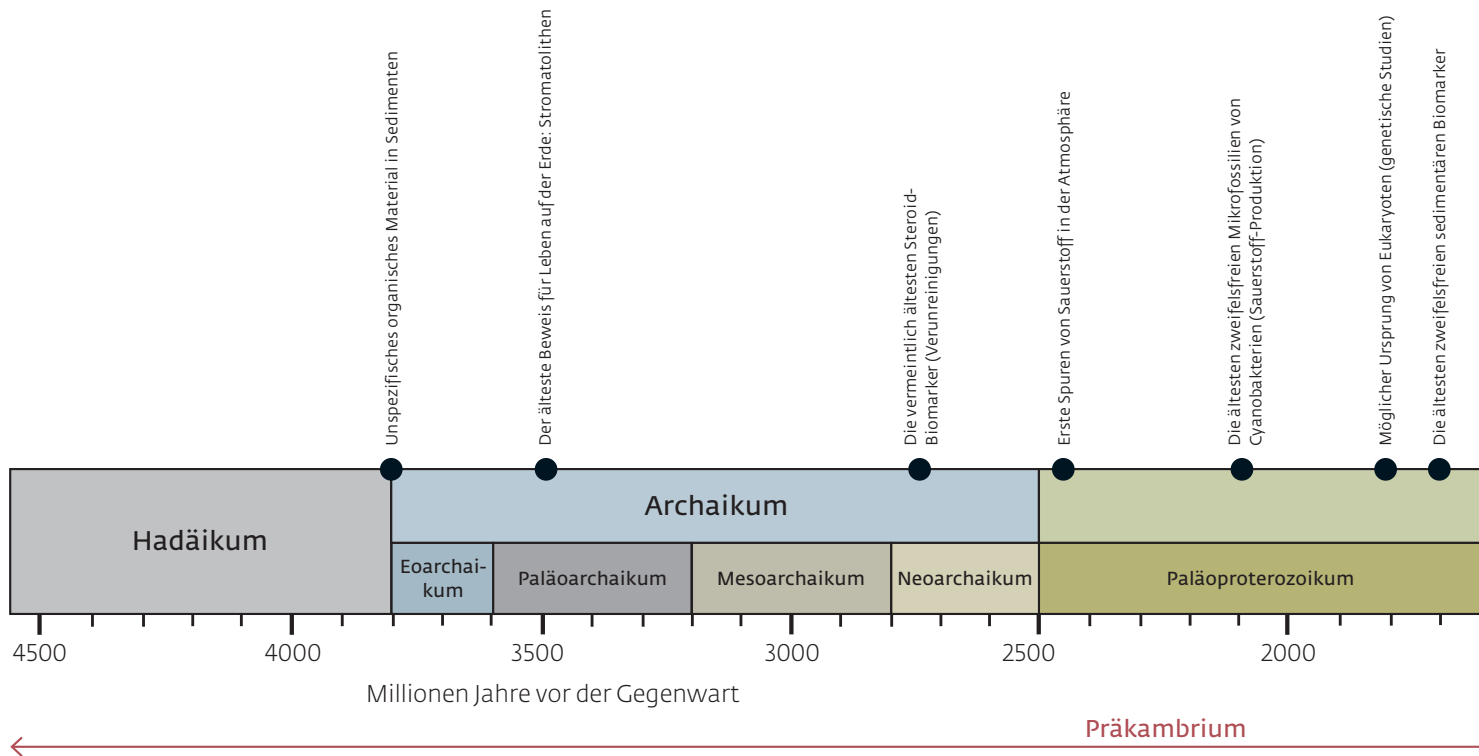 Unspezifisches organisches Material in Sedimenten
Der älteste Beweis für Leben auf der Erde: Stromatolithen
Die vermeintlich ältesten Steroid-
Biomarker (Verunreinigungen)
Erste Spuren von Sauerstoff in der Atmosphäre
Die ältesten zweifelsfreien Mikrofossilien von
Cyanobakterien (Sauerstoff-Produktion)
Möglicher Ursprung von Eukaryoten (genetische Studien)
Die ältesten zweifelsfreien sedimentären Biomarker
Hadäikum
Archaikum
Eoarchai-
kum
Paläoarchaikum
Mesoarchaikum
Neoarchaikum
Paläoproterozoikum
4500
4000
3500
3000
2500
2000
Millionen Jahre vor der Gegenwart
Präkambrium